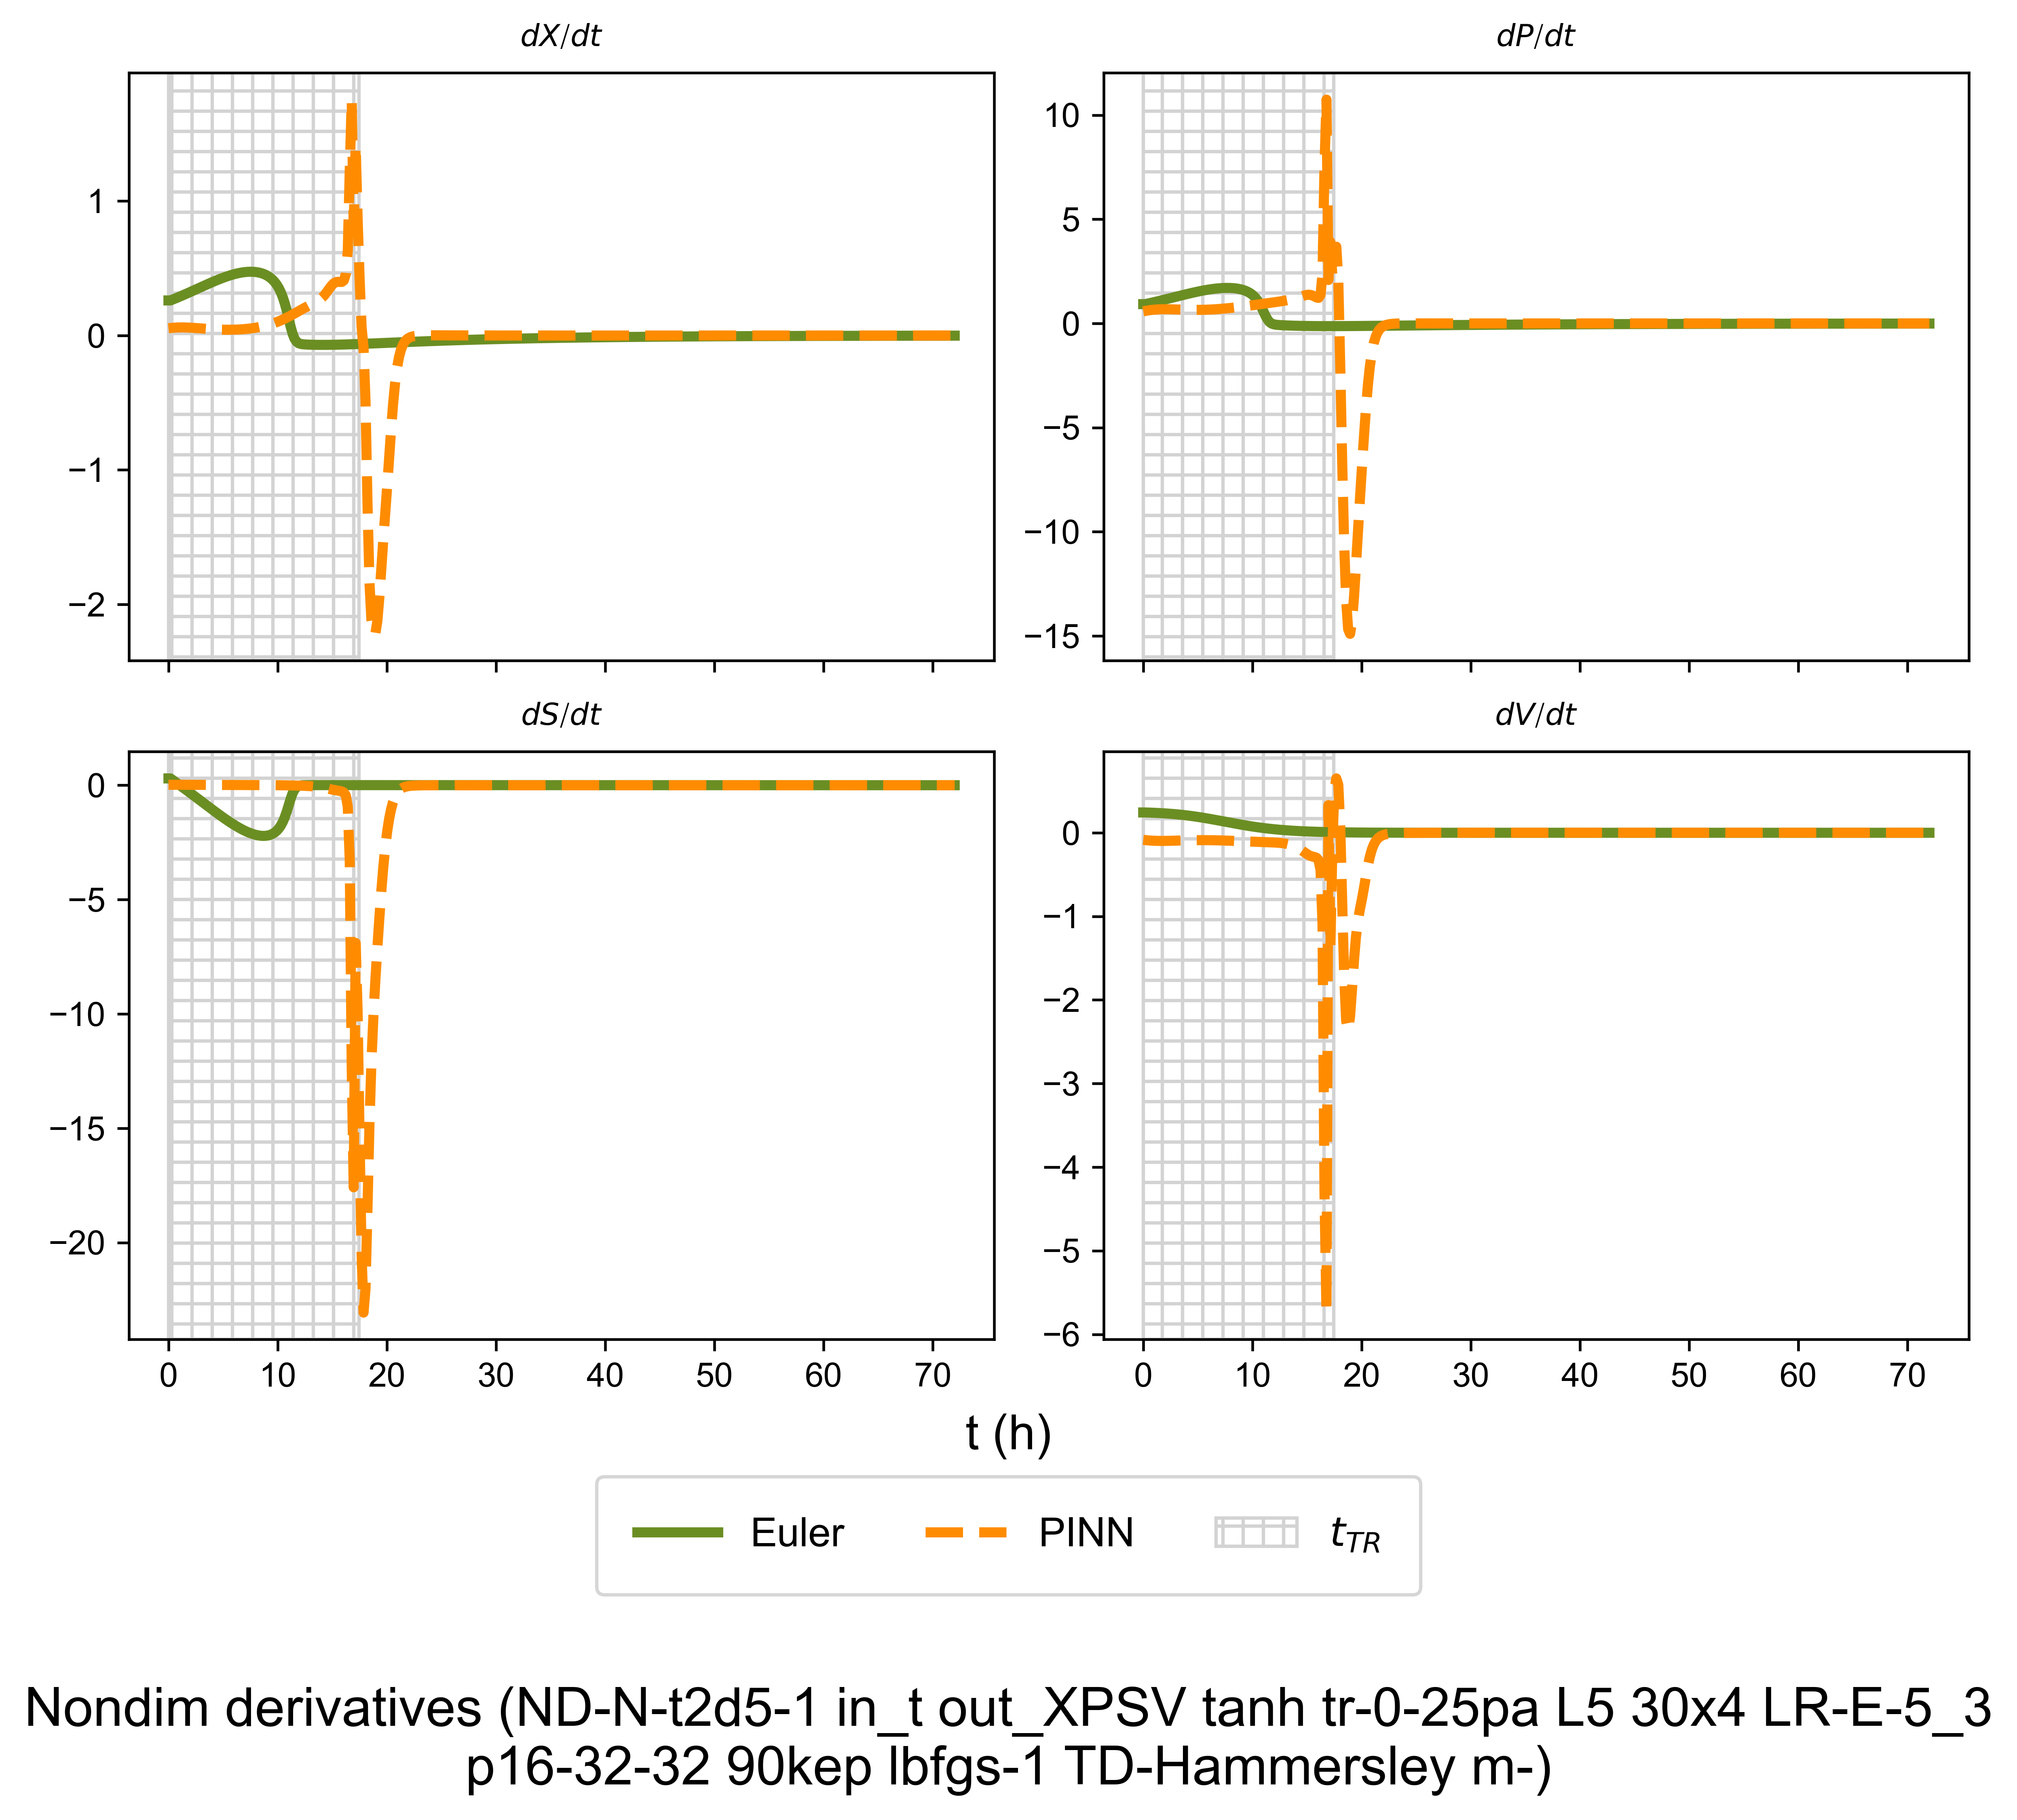 dX/dt
dP/dt
1
0
−1
−2
10
5
0
−5
−10
−15
dS/dt
dV/dt
0
−5
−10
−15
−20
0
−1
−2
−3
−4
−5
−6
0 10 20 30 40 50 60 70
0 10 20 30 40 50 60 70
t (h)
Euler PINN t_TR
Nondim derivatives (ND-N-t2d5-1 in_t out_XPSV tanh tr-0-25pa L5 30x4 LR-E-5_3
p16-32-32 90kep lbfgs-1 TD-Hammersley m-)